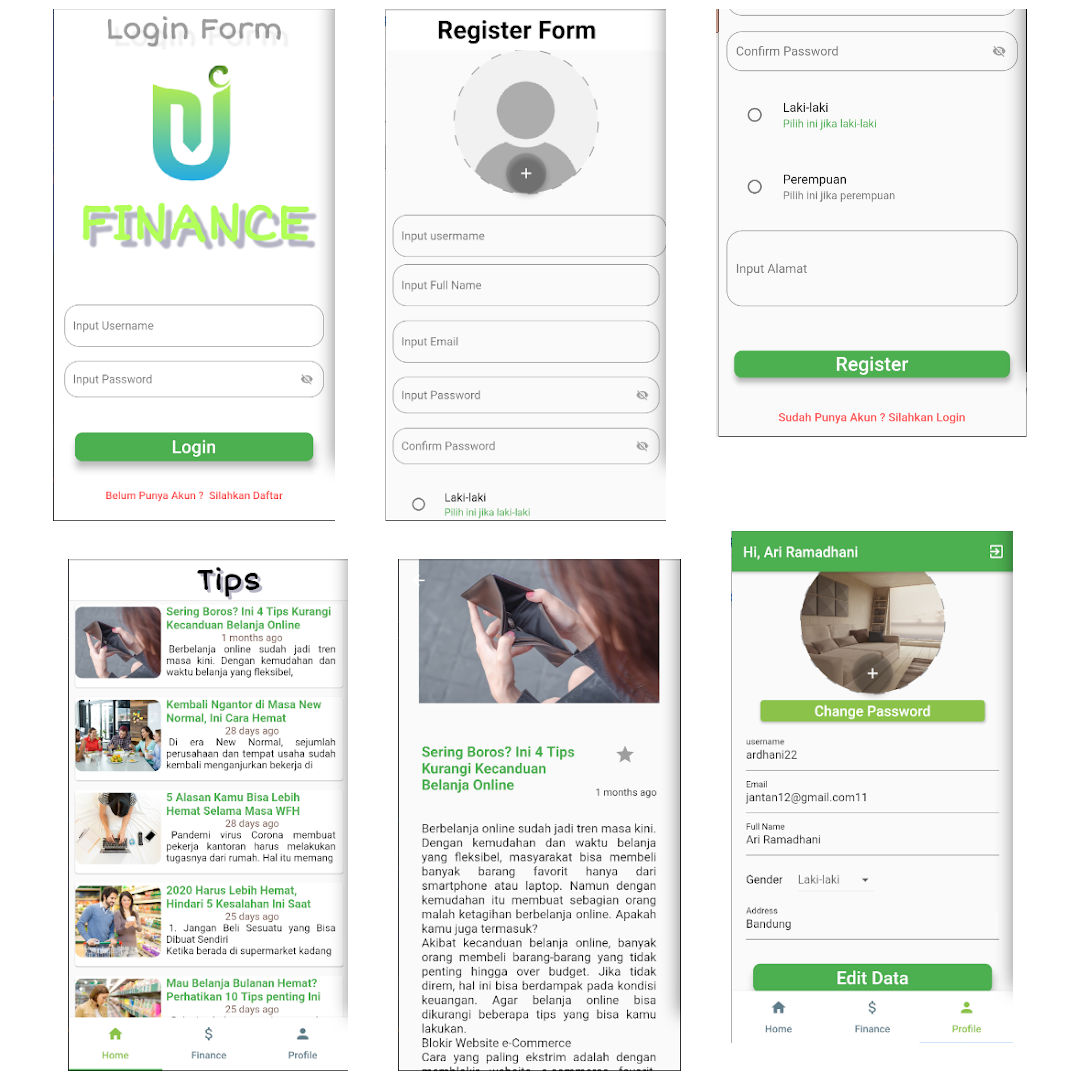 Login Form
FINANCE
Input Username
Input Password
Login
Belum Punya Akun ? Silahkan Daftar
Register Form
+
Input usermame
Input Full Name
Input Email
Input Password
Confirm Password
Laki-laki
Pilih ini jika laki-laki
Confirm Password
Laki-laki
Pilih ini jika laki-laki
Perempuan
Pilih ini jika perempuan
Input Alamat
Register
Sudah Punya Akun ? Silahkan Login
Tips
Sering Boros? Ini 4 Tips Kurangi
Kecanduan Belanja Online
1 months ago
Berbelanja online sudah jadi tren
masa kini. Dengan kemudahan dan
waktu belanja yang fleksibel,
Kembali Ngantor di Masa New
Normal, Ini Cara Hemat
28 days ago
Di era New Normal, sejumlah
perusahaan dan tempat usaha sudah
kembali menganjurkan bekerja di
5 Alasan Kamu Bisa Lebih
Hemat Selama Masa WFH
28 days ago
Pandemi virus Corona membuat
pekerja kantoran harus melakukan
tugasnya dari rumah. Hal itu memang
2020 Harus Lebih Hemat,
Hindari 5 Kesalahan Ini Saat
25 days ago
1. Jangan Beli Sesuatu yang Bisa
Dibuat Sendiri
Ketika berada di supermarket kadang
Mau Belanja Bulanan Hemat?
Perhatikan 10 Tips penting Ini
25 days ago
Home
$
Finance
Profile
Sering Boros? Ini 4 Tips
Kurangi Kecanduan
Belanja Online
1 months ago
Berbelanja online sudah jadi tren masa kini.
Dengan kemudahan dan waktu belanja
yang fleksibel, masyarakat bisa membeli
banyak barang favorit hanya dari
smartphone atau laptop. Namun dengan
kemudahan itu membuat sebagian orang
malah ketagihan berbelanja online. Apakah
kamu juga termasuk?
Akibat kecanduan belanja online, banyak
orang membeli barang-barang yang tidak
penting hingga over budget. Jika tidak
direm, hal ini bisa berdampak pada kondisi
keuangan. Agar belanja online bisa
dikurangi beberapa tips yang bisa kamu
lakukan.
Blokir Website e-Commerce
Cara yang paling ekstrim adalah dengan
memblokir website e-commerce favorit.
Hi, Ari Ramadhani
+
Change Password
username
ardhani22
Email
jantan12@gmail.com11
Full Name
Ari Ramadhani
Gender
Laki-laki
Address
Bandung
Edit Data
Home
$
Finance
Profile